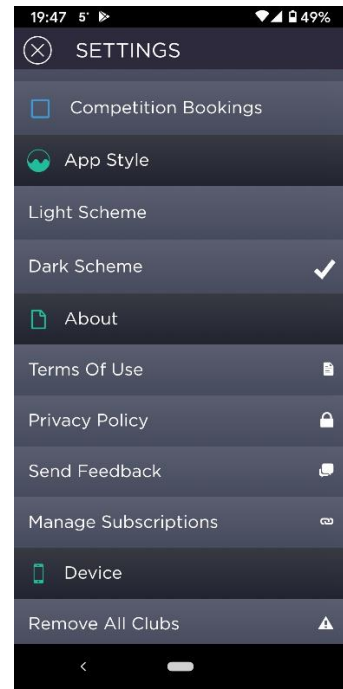 19:47 5° 49%
SETTINGS
Competition Bookings
App Style
Light Scheme
Dark Scheme
About
Terms Of Use
Privacy Policy
Send Feedback
Manage Subscriptions
Device
Remove All Clubs